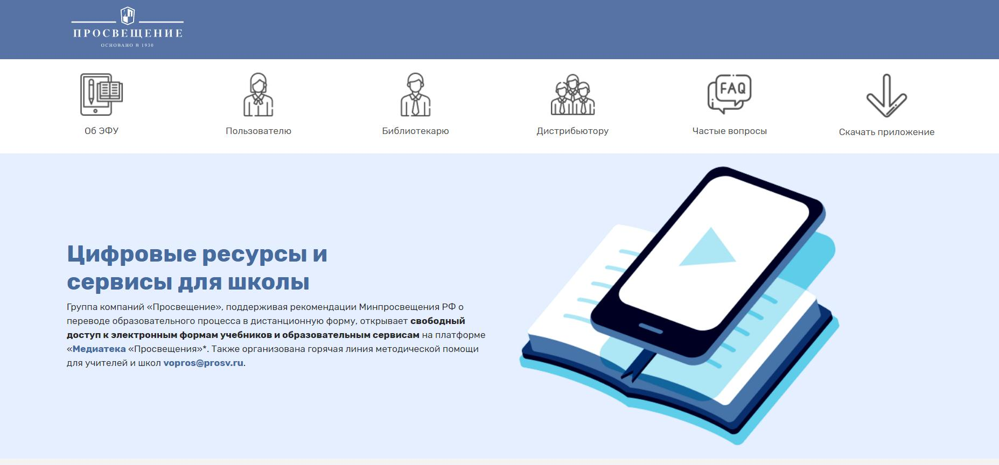 ПРОСВЕЩЕНИЕ
ОСНОВАНО В 1930
Об ЭФУ
Пользователю
Библиотекарю
Дистрибьютору
FAQ
Частые вопросы
Скачать приложение
Цифровые ресурсы и
сервисы для школы
Группа компаний «Просвещение», поддерживая рекомендации Минпросвещения РФ о
переводе образовательного процесса в дистанционную форму, открывает свободный
доступ к электронным формам учебников и образовательным сервисам на платформе
«Медиатека «Просвещения»*. Также организована горячая линия методической помощи
для учителей и школ vopros@prosv.ru.